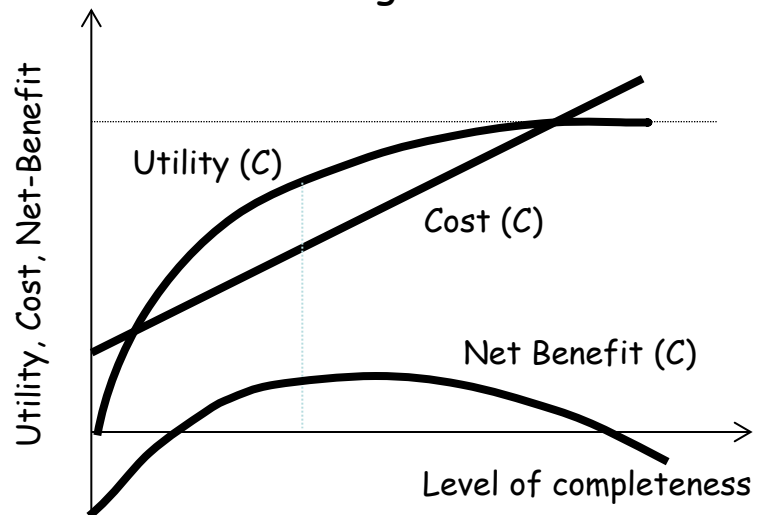 Utility, Cost, Net-Benefit
Utility (C)
Cost (C)
Net Benefit (C)
Level of completeness